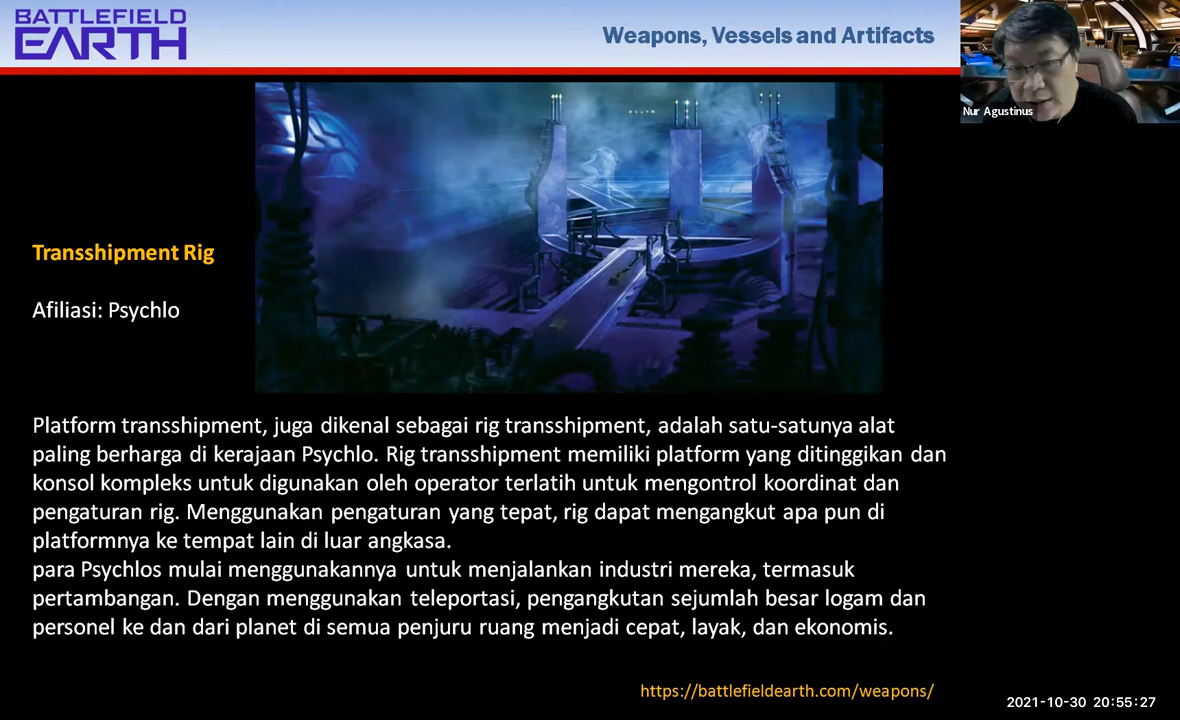 BATTLEFIELD
EARTH
Weapons, Vessels and Artifacts
Nur Agustinus
Transshipment Rig
Afiliasi: Psychlo
Platform transshipment, juga dikenal sebagai rig transshipment, adalah satu-satunya alat
paling berharga di kerajaan Psychlo. Rig transshipment memiliki platform yang ditinggikan dan
konsol kompleks untuk digunakan oleh operator terlatih untuk mengontrol koordinat dan
pengaturan rig. Menggunakan pengaturan yang tepat, rig dapat mengangkut apa pun di
platformnya ke tempat lain di luar angkasa.
para Psychlos mulai menggunakannya untuk menjalankan industri mereka, termasuk
pertambangan. Dengan menggunakan teleportasi, pengangkutan sejumlah besar logam dan
personel ke dan dari planet di semua penjuru ruang menjadi cepat, layak, dan ekonomis.
https://battlefieldearth.com/weapons/
2021-10-30 20:55:27